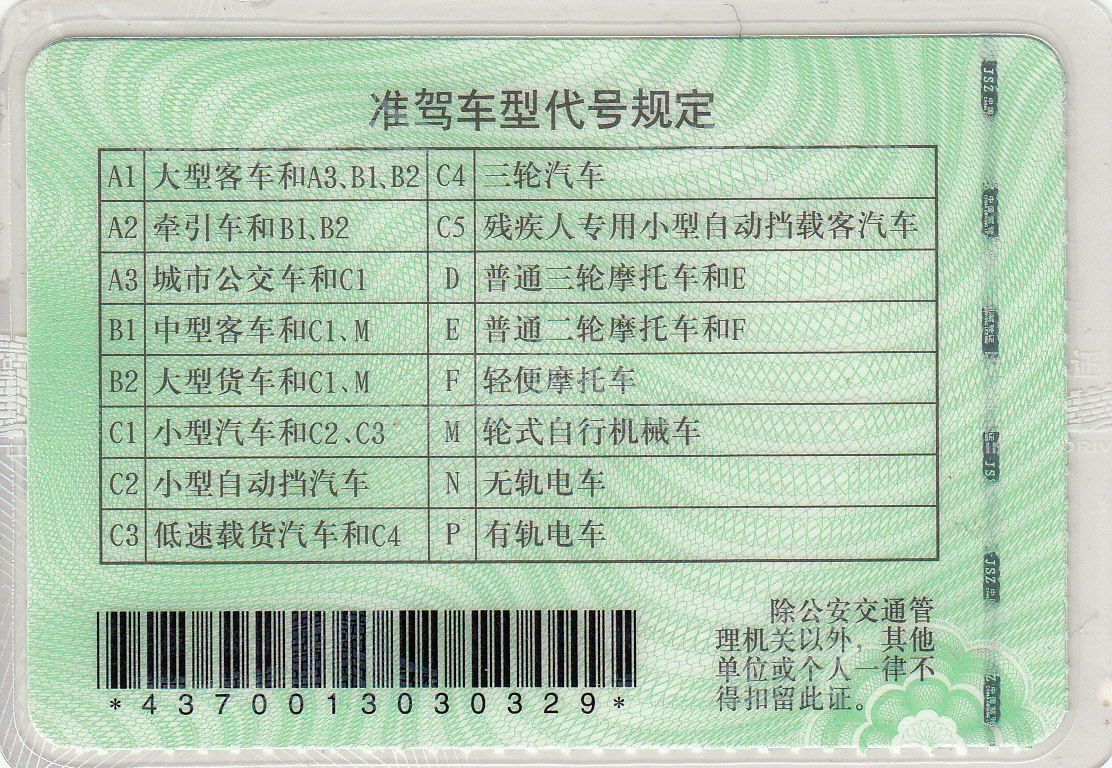 准驾车型代号规定
A1 大型客车和A3、B1、B2 C4 三轮汽车
A2 牵引车和B1、B2 C5 残疾人专用小型自动挡载客汽车
A3 城市公交车和C1 D 普通三轮摩托车和E
B1 中型客车和C1、M E 普通二轮摩托车和F
B2 大型货车和C1、M F 轻便摩托车
C1 小型汽车和C2、C3 M 轮式自行机械车
C2 小型自动挡汽车 N 无轨电车
C3 低速载货汽车和C4 P 有轨电车
除公安交通管
理机关以外，其他
单位或个人一律不
得扣留此证。
*4370013030329*